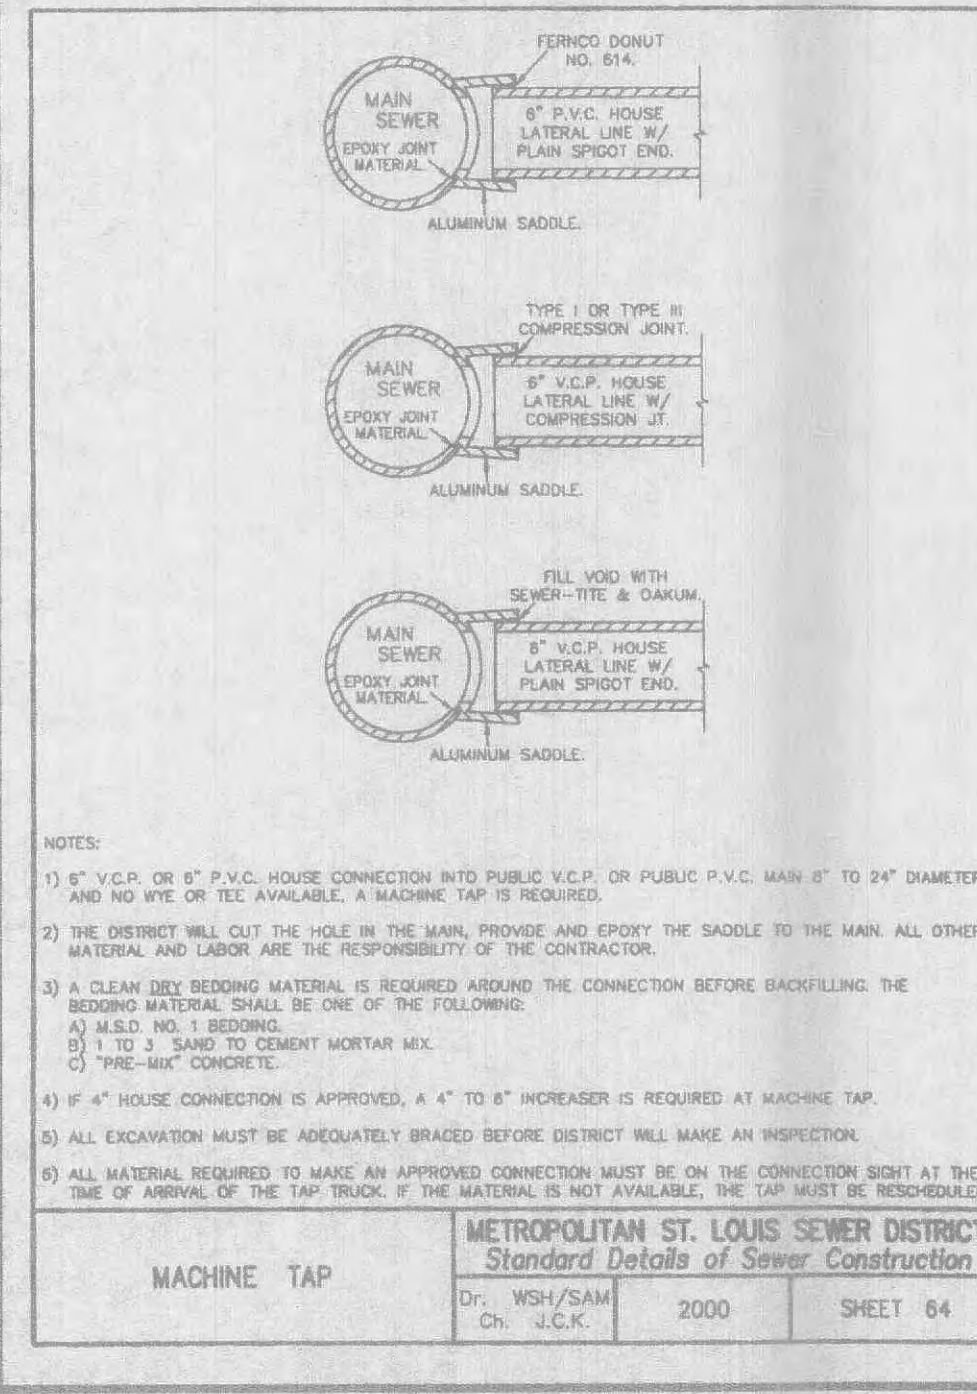 FERNCO DONUT
NO. 614.
MAIN
SEWER
EPOXY JOINT
MATERIAL.
6" P.V.C. HOUSE
LATERAL LINE W/
PLAIN SPIGOT END.
ALUMINUM SADDLE.
TYPE I OR TYPE III
COMPRESSION JOINT.
MAIN
SEWER
EPOXY JOINT
MATERIAL.
6" V.C.P. HOUSE
LATERAL LINE W/
COMPRESSION JT.
ALUMINUM SADDLE.
FILL VOID WITH
SEWER-TITE & OAKUM.
MAIN
SEWER
EPOXY JOINT
MATERIAL.
6" V.C.P. HOUSE
LATERAL LINE W/
PLAIN SPIGOT END.
ALUMINUM SADDLE.
NOTES:
1) 6" V.C.P. OR 6" P.V.C. HOUSE CONNECTION INTO PUBLIC V.C.P. OR PUBLIC P.V.C. MAIN 8" TO 24" DIAMETER
AND NO WYE OR TEE AVAILABLE, A MACHINE TAP IS REQUIRED.
2) THE DISTRICT WILL CUT THE HOLE IN THE MAIN, PROVIDE AND EPOXY THE SADDLE TO THE MAIN. ALL OTHER
MATERIAL AND LABOR ARE THE RESPONSIBILITY OF THE CONTRACTOR.
3) A CLEAN DRY BEDDING MATERIAL IS REQUIRED AROUND THE CONNECTION BEFORE BACKFILLING. THE
BEDDING MATERIAL SHALL BE ONE OF THE FOLLOWING:
A) M.S.D. NO. 1 BEDDING.
B) 1 TO 3 SAND TO CEMENT MORTAR MIX.
C) "PRE-MIX" CONCRETE.
4) IF 4" HOUSE CONNECTION IS APPROVED, A 4" TO 6" INCREASER IS REQUIRED AT MACHINE TAP.
5) ALL EXCAVATION MUST BE ADEQUATELY BRACED BEFORE DISTRICT WILL MAKE AN INSPECTION.
6) ALL MATERIAL REQUIRED TO MAKE AN APPROVED CONNECTION MUST BE ON THE CONNECTION SIGHT AT THE
TIME OF ARRIVAL OF THE TAP TRUCK. IF THE MATERIAL IS NOT AVAILABLE, THE TAP MUST BE RESCHEDULE
MACHINE TAP
METROPOLITAN ST. LOUIS SEWER DISTRIC
Standard Details of Sewer Construction
Dr. WSH/SAM
Ch. J.C.K.
2000
SHEET 64